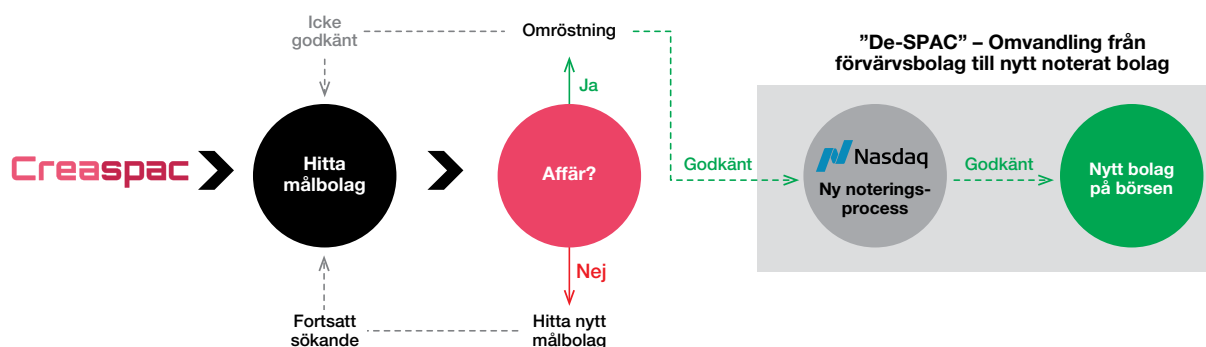 Icke
godkänt
Omröstning
”De-SPAC” – Omvandling från
förvärvsbolag till nytt noterat bolag
Ja
Creaspac
Hitta
målbolag
Affär?
Godkänt
Nasdaq
Ny noterings-
process
Godkänt
Nytt bolag
på börsen
Nej
Fortsatt
sökande
Hitta nytt
målbolag